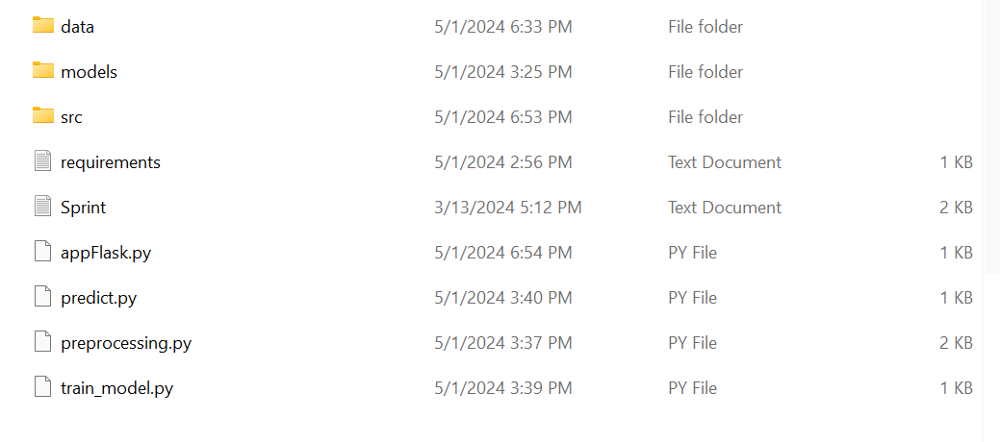 data 5/1/2024 6:33 PM File folder
models 5/1/2024 3:25 PM File folder
src 5/1/2024 6:53 PM File folder
requirements 5/1/2024 2:56 PM Text Document 1 KB
Sprint 3/13/2024 5:12 PM Text Document 2 KB
appFlask.py 5/1/2024 6:54 PM PY File 1 KB
predict.py 5/1/2024 3:40 PM PY File 1 KB
preprocessing.py 5/1/2024 3:37 PM PY File 2 KB
train_model.py 5/1/2024 3:39 PM PY File 1 KB